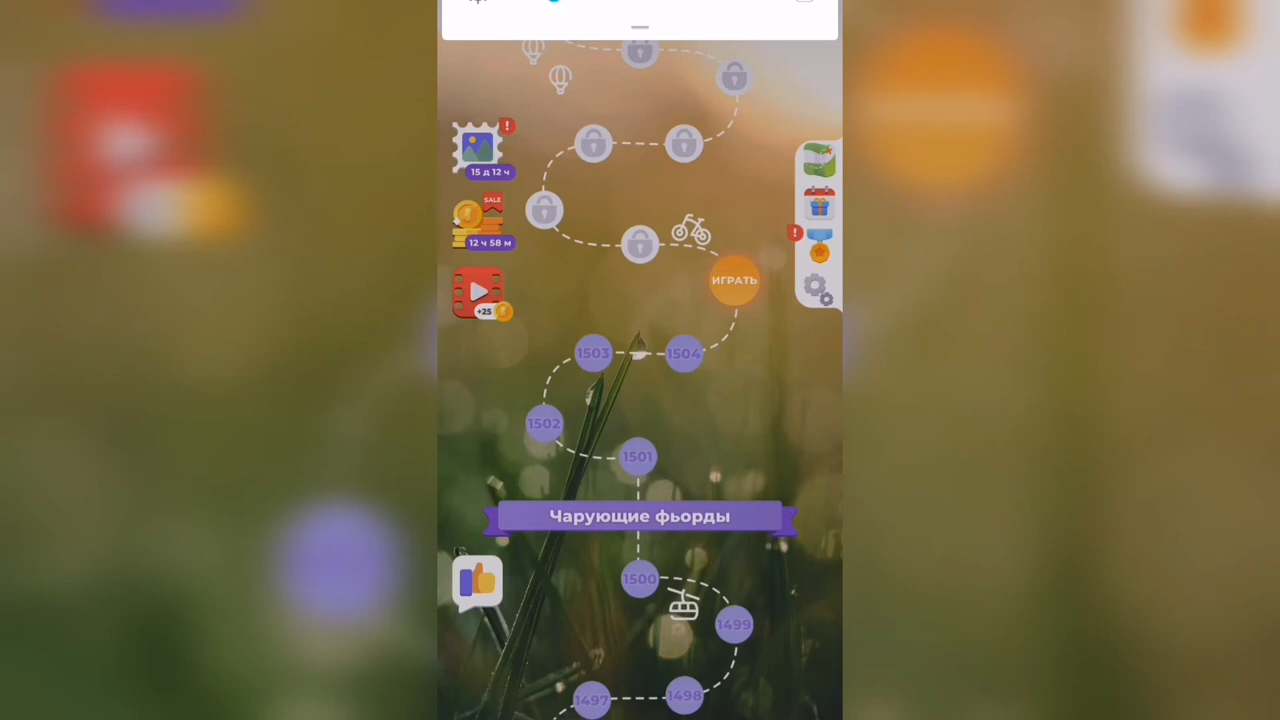 !
15 д 12 ч
SALE
12 ч 58 м
!
ИГРАТЬ
+25
1503
1504
1502
1501
Чарующие фьорды
1500
1499
1498
1497